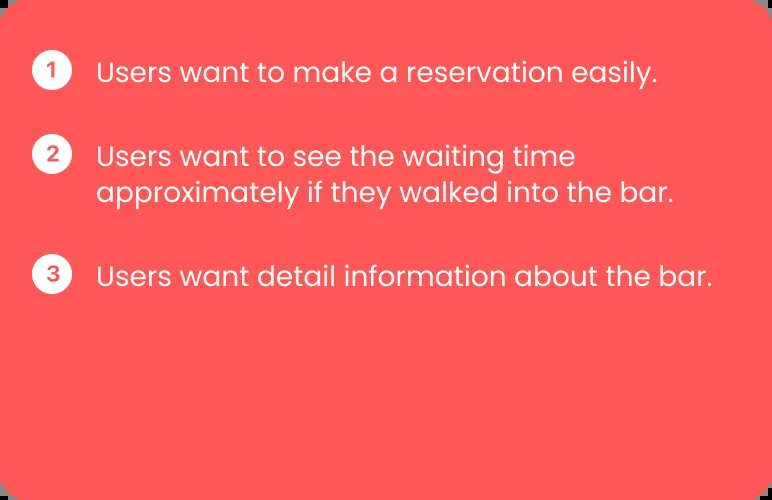 1 Users want to make a reservation easily.
2 Users want to see the waiting time
approximately if they walked into the bar.
3 Users want detail information about the bar.